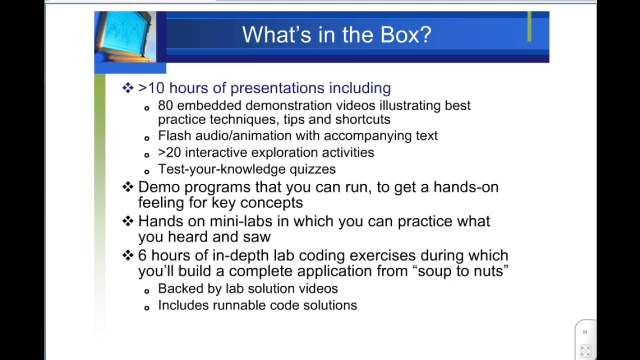 What's in the Box?
❖ >10 hours of presentations including
o 80 embedded demonstration videos illustrating best
practice techniques, tips and shortcuts
o Flash audio/animation with accompanying text
o >20 interactive exploration activities
o Test-your-knowledge quizzes
❖ Demo programs that you can run, to get a hands-on
feeling for key concepts
❖ Hands on mini-labs in which you can practice what
you heard and saw
❖ 6 hours of in-depth lab coding exercises during which
you'll build a complete application from "soup to nuts"
o Backed by lab solution videos
o Includes runnable code solutions